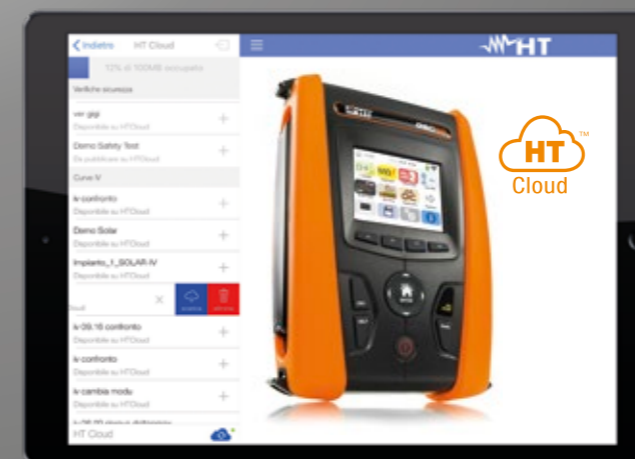 Indietro HT Cloud
HT
12% di 100MB occupato
Verifiche sicurezza
ver gigi
Disponibile su HTCloud
Demo Safety Test
Da pubblicare su HTCloud
Curve IV
iv confronto
Disponibile su HTCloud
Demo Solar
Disponibile su HTCloud
Impianto_1_SOLAR-IV
Disponibile su HTCloud
Cloud
iv 09.16 confronto
Disponibile su HTCloud
iv confronto
Disponibile su HTCloud
iv cambia modu
Disponibile su HTCloud
HT Cloud
HT
HT
™
Cloud